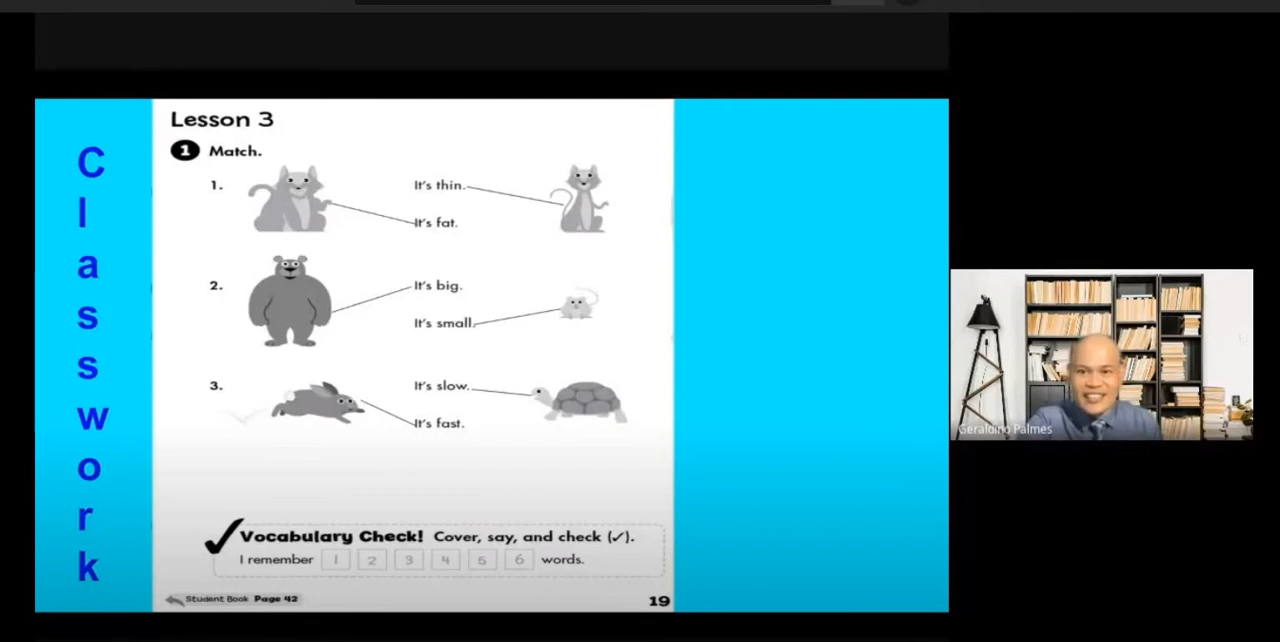 Classwork
Lesson 3
1 Match.
1.
It's thin.
It's fat.
2.
It's big.
It's small.
3.
It's slow.
It's fast.
Vocabulary Check! Cover, say, and check (✓).
I remember 1 2 3 4 5 6 words.
Student Book Page 42
19
Geraldino Palmes